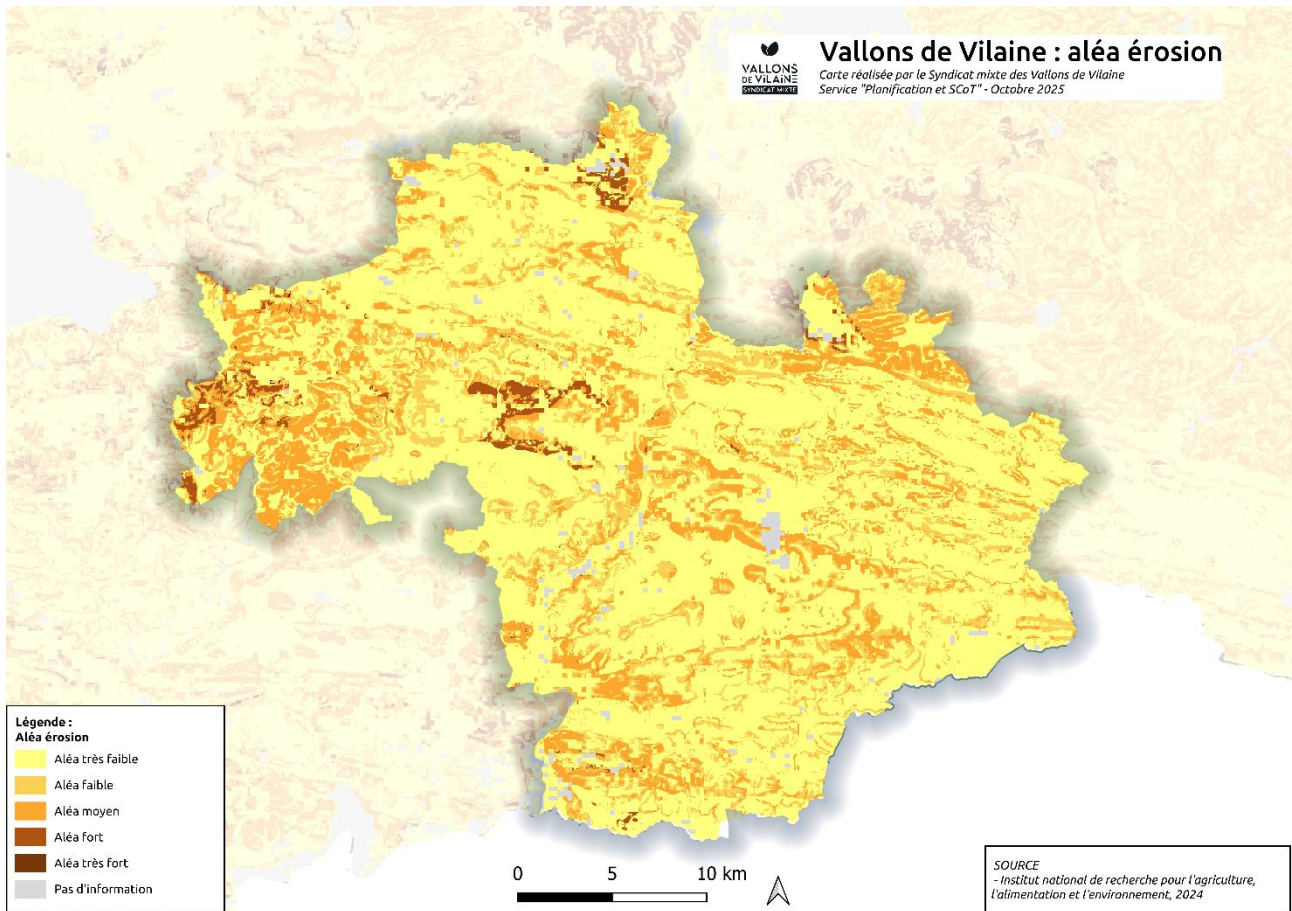 Vallons de Vilaine : aléa érosion
Carte réalisée par le Syndicat mixte des Vallons de Vilaine
Service "Planification et SCoT" - Octobre 2025
VALLONS
DE VILAINE
SYNDICAT MIXTE
Légende :
Aléa érosion
Aléa très faible
Aléa faible
Aléa moyen
Aléa fort
Aléa très fort
Pas d'information
0 5 10 km
SOURCE
- Institut national de recherche pour l'agriculture,
l'alimentation et l'environnement, 2024